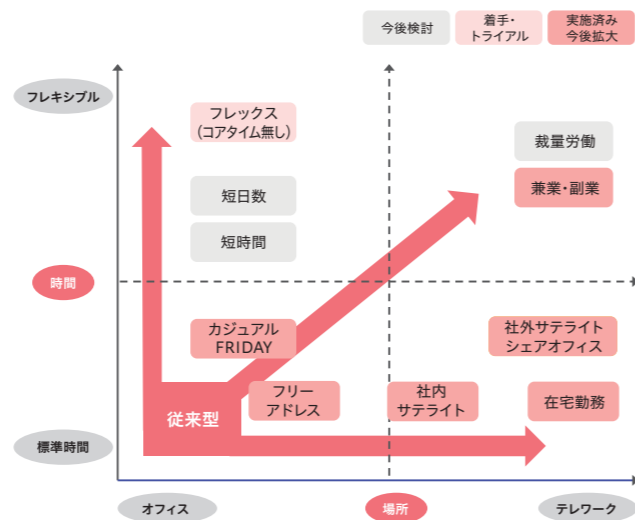 今後検討
着手・
トライアル
実施済み
今後拡大
フレキシブル
フレックス
(コアタイム無し)
裁量労働
短日数
兼業・副業
短時間
時間
カジュアル
FRIDAY
社外サテライト
シェアオフィス
フリー
アドレス
社内
サテライト
在宅勤務
従来型
標準時間
オフィス
場所
テレワーク